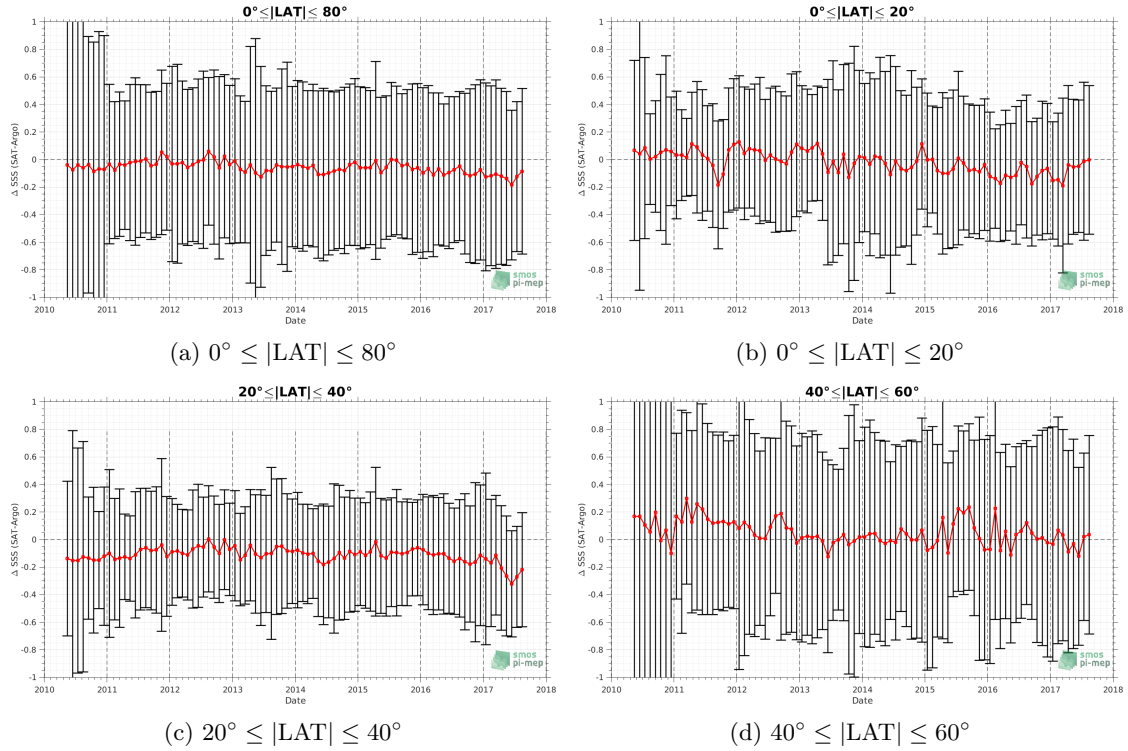 0°≤|LAT|≤ 80°
1
0.8
0.6
0.4
0.2
0
-0.2
-0.4
-0.6
-0.8
-1
Δ SSS (SAT-Argo)
2010 2011 2012 2013 2014 2015 2016 2017 2018
Date
smos
pi-mep
(a) 0° ≤ |LAT| ≤ 80°
0°≤|LAT|≤ 20°
1
0.8
0.6
0.4
0.2
0
-0.2
-0.4
-0.6
-0.8
-1
Δ SSS (SAT-Argo)
2010 2011 2012 2013 2014 2015 2016 2017 2018
Date
smos
pi-mep
(b) 0° ≤ |LAT| ≤ 20°
20°≤|LAT|≤ 40°
1
0.8
0.6
0.4
0.2
0
-0.2
-0.4
-0.6
-0.8
-1
Δ SSS (SAT-Argo)
2010 2011 2012 2013 2014 2015 2016 2017 2018
Date
smos
pi-mep
(c) 20° ≤ |LAT| ≤ 40°
40°≤|LAT|≤ 60°
1
0.8
0.6
0.4
0.2
0
-0.2
-0.4
-0.6
-0.8
-1
Δ SSS (SAT-Argo)
2010 2011 2012 2013 2014 2015 2016 2017 2018
Date
smos
pi-mep
(d) 40° ≤ |LAT| ≤ 60°